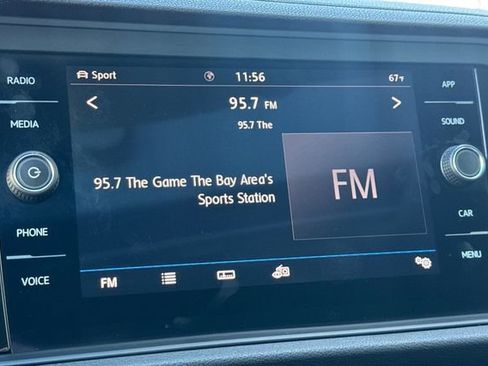 RADIO
MEDIA
PHONE
VOICE
Sport 11:56 67°F
95.7 FM
95.7 The
95.7 The Game The Bay Area's
Sports Station
FM
FM
APP
SOUND
CAR
MENU